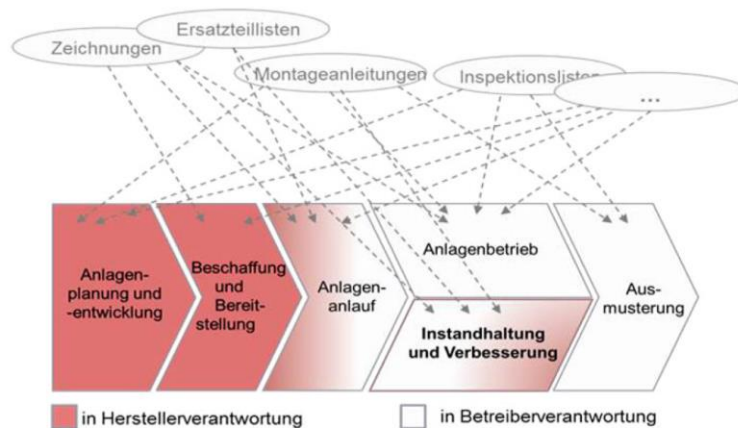 Ersatzteillisten
Zeichnungen
Montageanleitungen
Inspektionslisten
...
Anlagen-
planung und
-entwicklung
Beschaffung
und
Bereit-
stellung
Anlagen-
anlauf
Anlagenbetrieb
Instandhaltung
und Verbesserung
Aus-
musterung
in Herstellerverantwortung
in Betreiberverantwortung